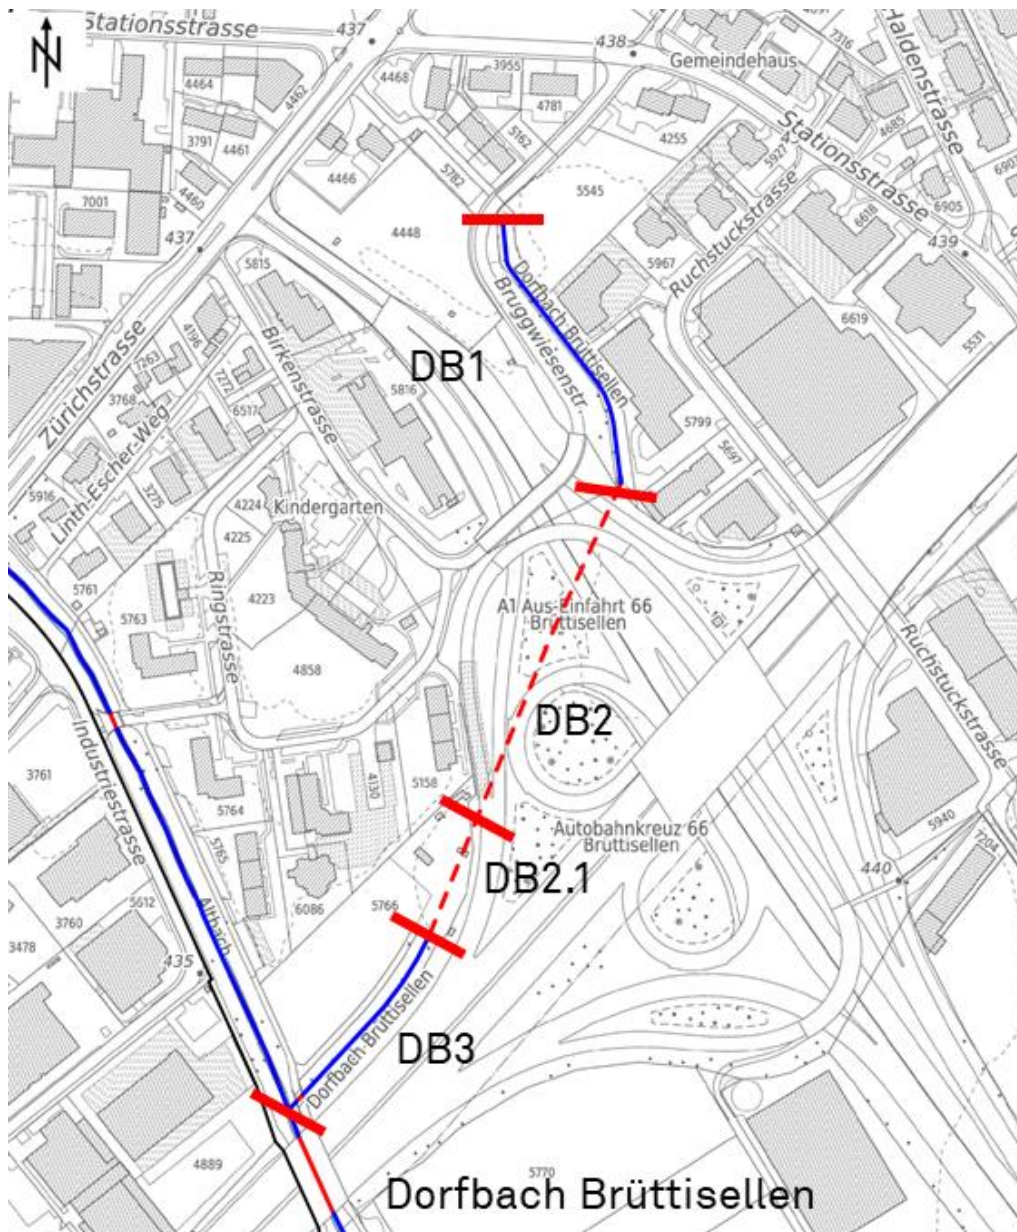 N
Stationsstrasse
437
438
7316
Haldenstrasse
Gemeindehaus
4464
4462
4468
3955
4781
3791
4461
5162
4255
Stationsstrasse
4685
5927
4466
5782
5545
4460
7001
6905
6618
437
4448
439
5815
5967
Ruchstuckstrasse
Dorfbach Brüttisellen
Bruggwiesenstr
6619
5531
4196
7263
Zürichstrasse
Birkenstrasse
DB1
7272
3768
6517
5816
5799
5697
Linth-Escher-Weg
5916
3275
4224
Kindergarten
4225
5761
Ringstrasse
4223
A1 Aus-Einfahrt 66
Brüttisellen
5763
4858
Ruchstuckstrasse
DB2
Industriestrasse
3761
5764
4130
5158
Autobahnkreuz 66
Brüttisellen
5940
7204
5765
DB2.1
440
6086
5766
5612
3760
Altbach
3478
435
Dorfbach Brüttisellen
DB3
4889
5770
Dorfbach Brüttisellen